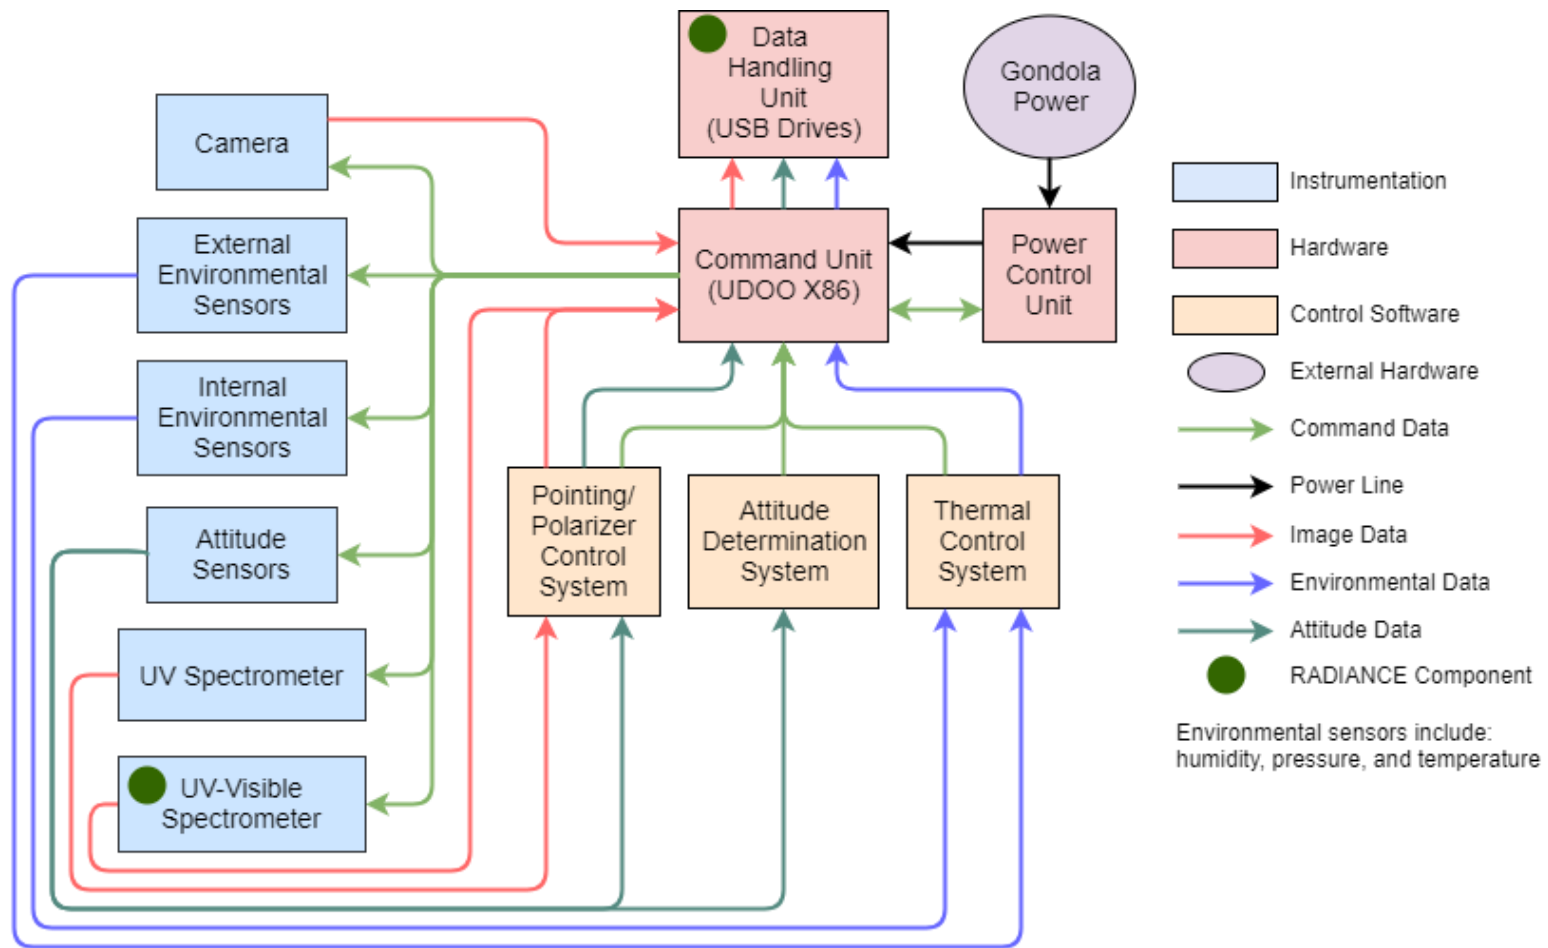 Data
Handling
Unit
(USB Drives)
Gondola
Power
Camera
External
Environmental
Sensors
Command Unit
(UDOO X86)
Power
Control
Unit
Internal
Environmental
Sensors
Attitude
Sensors
UV Spectrometer
UV-Visible
Spectrometer
Pointing/
Polarizer
Control
System
Attitude
Determination
System
Thermal
Control
System
Instrumentation
Hardware
Control Software
External Hardware
Command Data
Power Line
Image Data
Environmental Data
Attitude Data
RADIANCE Component
Environmental sensors include:
humidity, pressure, and temperature